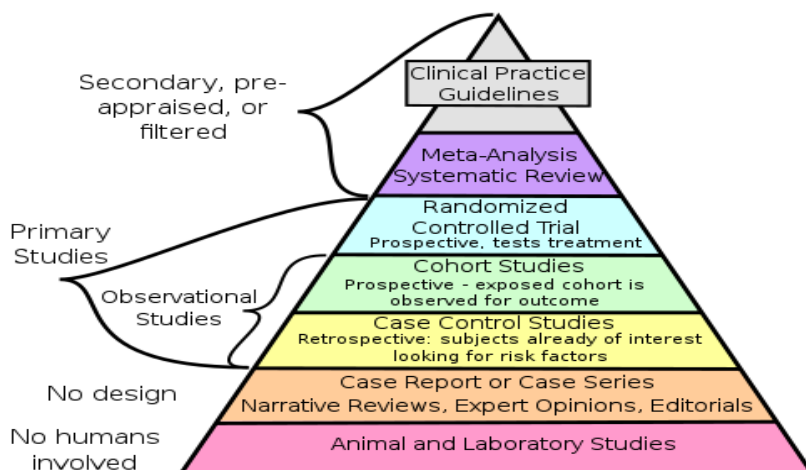 Secondary, pre-
appraised, or
filtered
Clinical Practice
Guidelines
Meta-Analysis
Systematic Review
Primary
Studies
Randomized
Controlled Trial
Prospective, tests treatment
Observational
Studies
Cohort Studies
Prospective - exposed cohort is
observed for outcome
Case Control Studies
Retrospective: subjects already of interest
looking for risk factors
No design
Case Report or Case Series
Narrative Reviews, Expert Opinions, Editorials
No humans
involved
Animal and Laboratory Studies